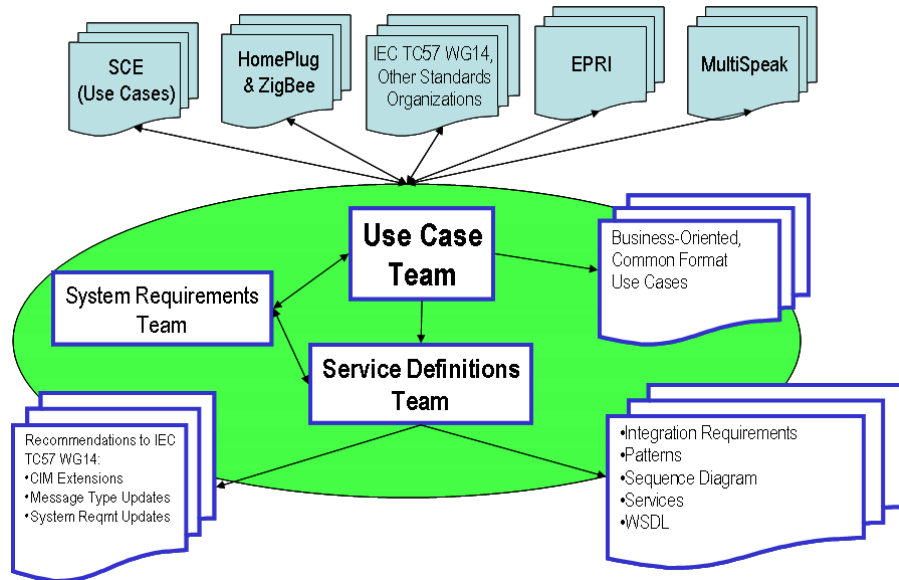 SCE
(Use Cases)
HomePlug
& ZigBee
IEC TC57 WG14,
Other Standards
Organizations
EPRI
MultiSpeak
Use Case
Team
Business-Oriented,
Common Format
Use Cases
System Requirements
Team
Service Definitions
Team
Recommendations to IEC
TC57 WG14:
•CIM Extensions
•Message Type Updates
•System Reqmt Updates
•Integration Requirements
•Patterns
•Sequence Diagram
•Services
•WSDL